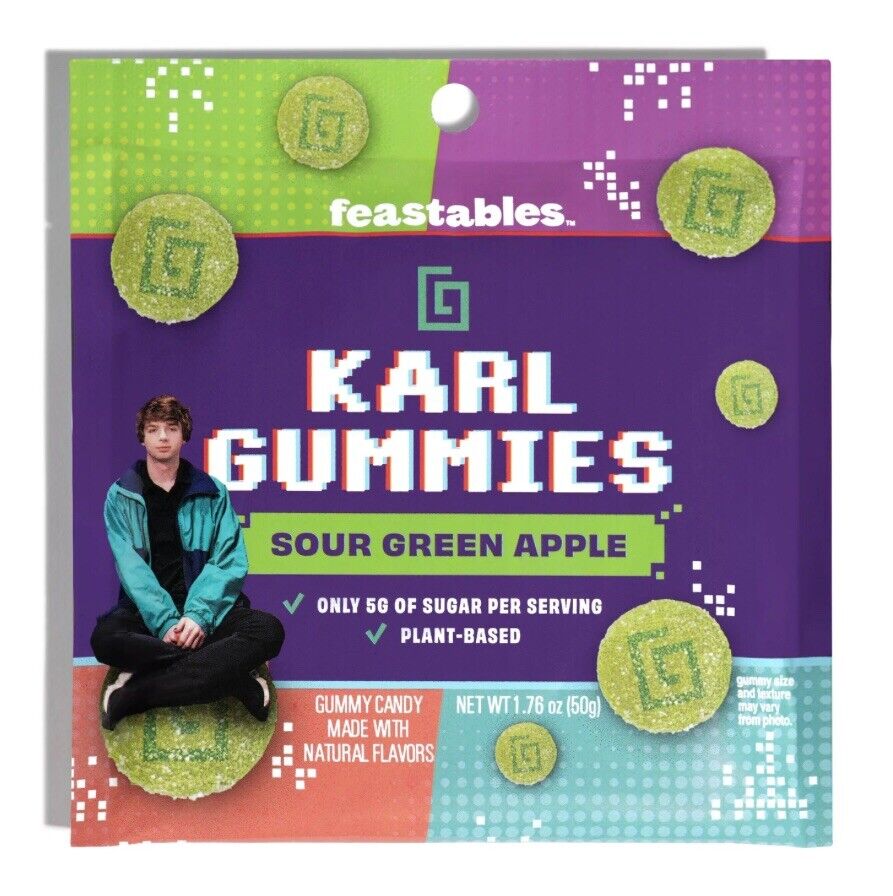 feastables™
KARL
GUMMIES
SOUR GREEN APPLE
ONLY 5G OF SUGAR PER SERVING
PLANT-BASED
GUMMY CANDY
MADE WITH
NATURAL FLAVORS
NET WT 1.76 oz (50g)
gummy size
and texture
may vary
from photo.